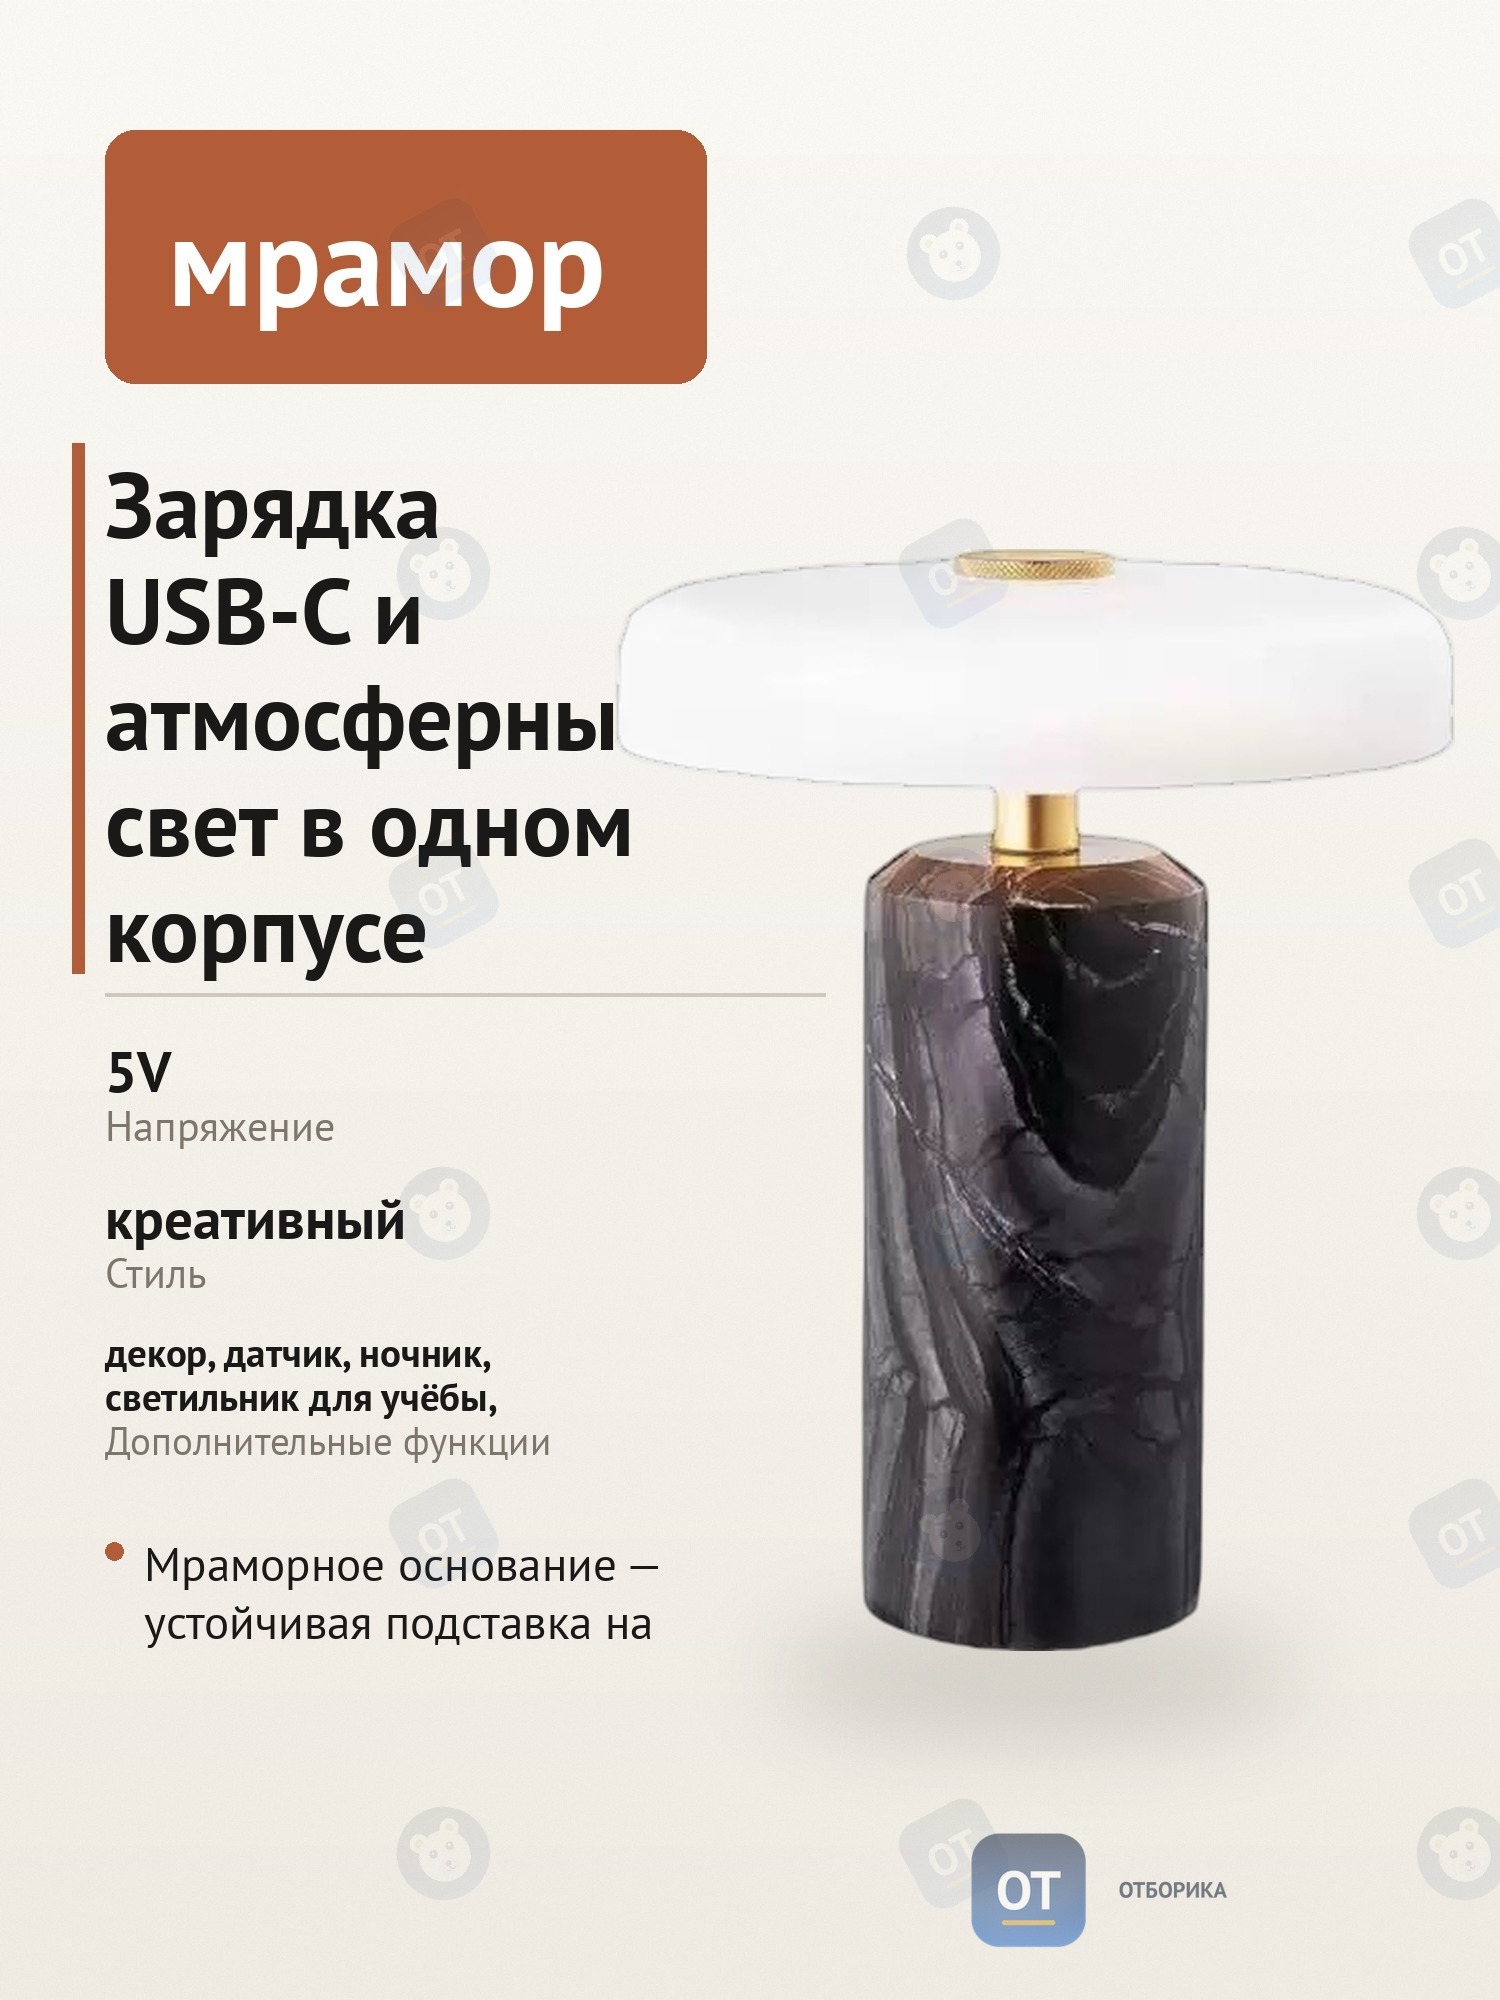 мрамор
Зарядка
USB-C и
атмосферны
свет в одном
корпусе
5V
Напряжение
креативный
Стиль
декор, датчик, ночник,
светильник для учёбы,
Дополнительные функции
Мраморное основание —
устойчивая подставка на
ОТ
ОТБОРИКА